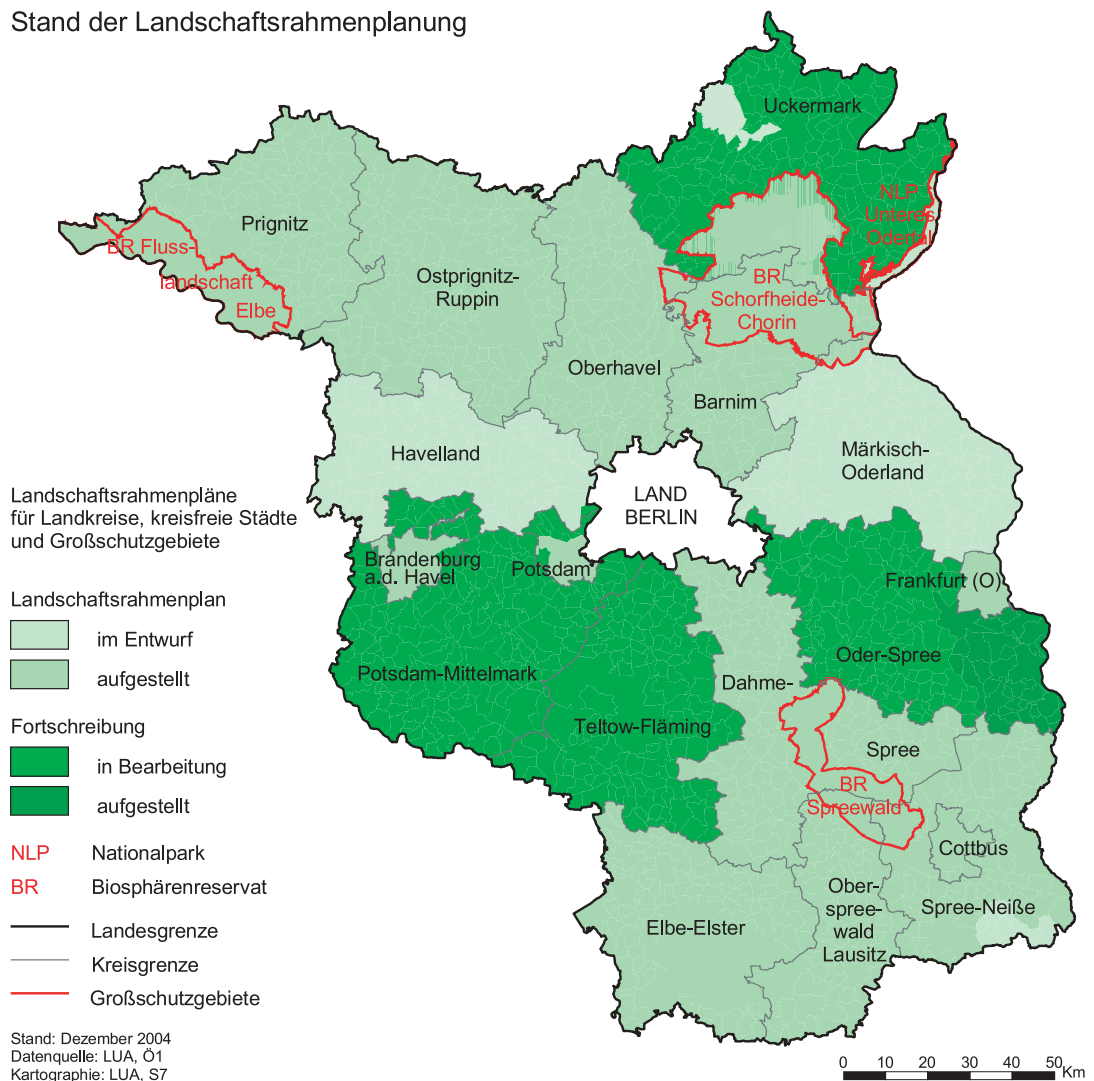 Stand der Landschaftsrahmenplanung
Uckermark
NLP
Unteres
Odertal
Prignitz
BR Fluss-
landschaft
Elbe
Ostprignitz-
Ruppin
BR
Schorfheide-
Chorin
Oberhavel
Barnim
Havelland
Märkisch-
Oderland
LAND
BERLIN
Brandenburg
a.d. Havel
Potsdam
Frankfurt (O)
Potsdam-Mittelmark
Teltow-Fläming
Dahme-
Oder-Spree
Spree
BR
Spreewald
Cottbus
Elbe-Elster
Ober-
spree-
wald
Lausitz
Spree-Neiße
Landschaftsrahmenpläne
für Landkreise, kreisfreie Städte
und Großschutzgebiete
Landschaftsrahmenplan
im Entwurf
aufgestellt
Fortschreibung
in Bearbeitung
aufgestellt
NLP Nationalpark
BR Biosphärenreservat
Landesgrenze
Kreisgrenze
Großschutzgebiete
Stand: Dezember 2004
Datenquelle: LUA, Ö1
Kartographie: LUA, S7
0 10 20 30 40 50 Km